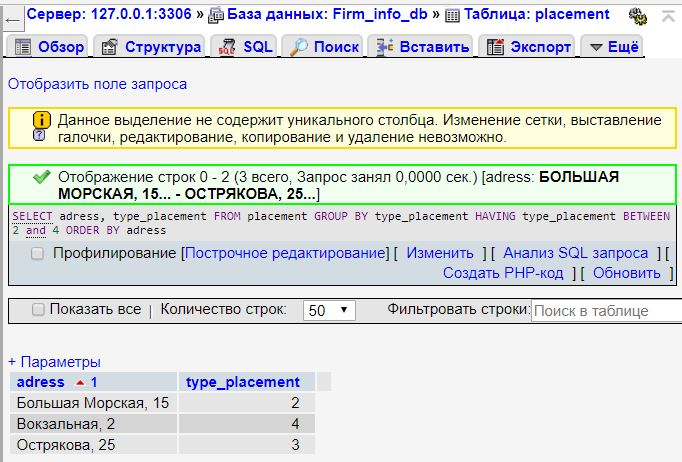 Сервер: 127.0.0.1:3306 » База данных: Firm_info_db » Таблица: placement
Обзор Структура SQL Поиск Вставить Экспорт Ещё
Отобразить поле запроса
Данное выделение не содержит уникального столбца. Изменение сетки, выставление
галочки, редактирование, копирование и удаление невозможно.
Отображение строк 0 - 2 (3 всего, Запрос занял 0,0000 сек.) [adress: БОЛЬШАЯ
МОРСКАЯ, 15... - ОСТРЯКОВА, 25...]
SELECT adress, type_placement FROM placement GROUP BY type_placement HAVING type_placement BETWEEN
2 and 4 ORDER BY adress
Профилирование [Построчное редактирование] [ Изменить ] [ Анализ SQL запроса ] [
Создать PHP-код ] [ Обновить ]
Показать все | Количество строк: 50 Фильтровать строки: Поиск в таблице
+ Параметры
adress 1 type_placement
Большая Морская, 15 2
Вокзальная, 2 4
Острякова, 25 3